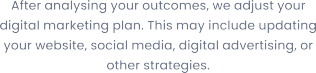 After analysing your outcomes, we adjust your
digital marketing plan. This may include updating
your website, social media, digital advertising, or
other strategies.